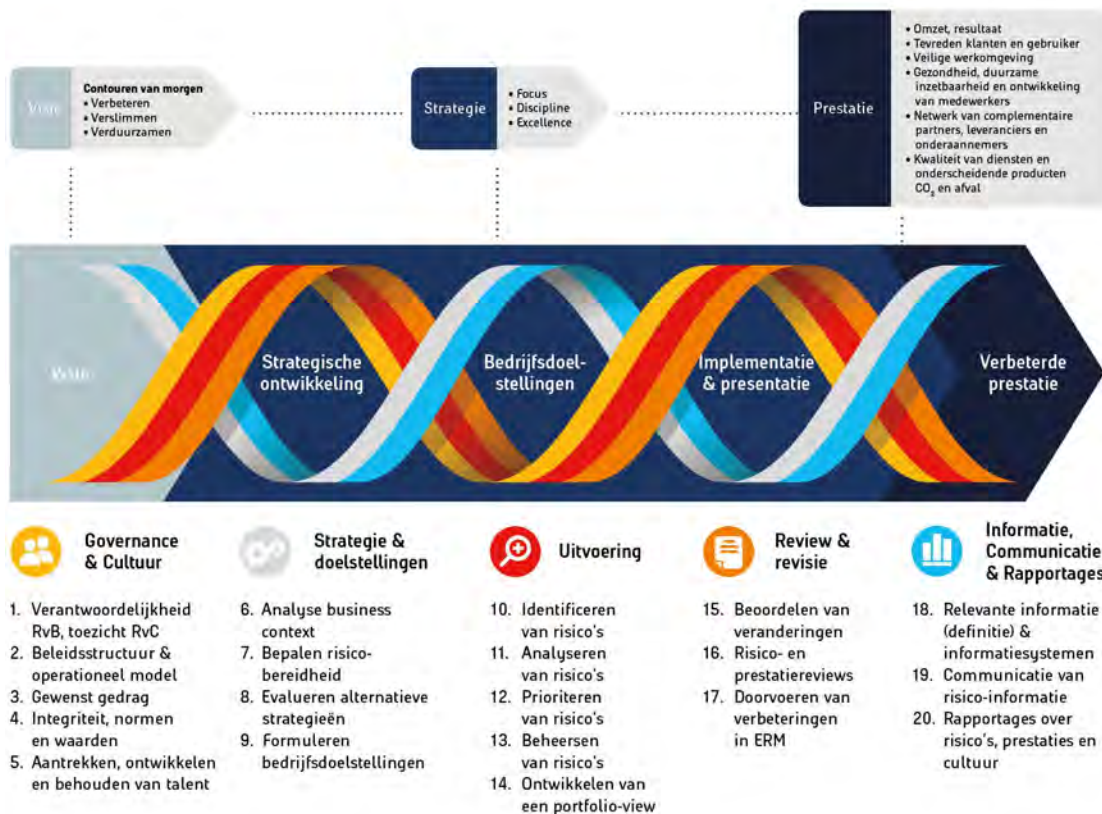 Visie
Contouren van morgen
• Verbeteren
• Verslimmen
• Verduurzamen
Strategie
• Focus
• Discipline
• Excellence
Prestatie
• Omzet, resultaat
• Tevreden klanten en gebruiker
• Veilige werkomgeving
• Gezondheid, duurzame
inzetbaarheid en ontwikkeling
van medewerkers
• Netwerk van complementaire
partners, leveranciers en
onderaannemers
• Kwaliteit van diensten en
onderscheidende producten
CO₂ en afval
Visie
Strategische
ontwikkeling
Bedrijfsdoel-
stellingen
Implementatie
& presentatie
Verbeterde
prestatie
Governance
& Cultuur
1. Verantwoordelijkheid
RvB, toezicht RvC
2. Beleidsstructuur &
operationeel model
3. Gewenst gedrag
4. Integriteit, normen
en waarden
5. Aantrekken, ontwikkelen
en behouden van talent
Strategie &
doelstellingen
6. Analyse business
context
7. Bepalen risico-
bereidheid
8. Evalueren alternatieve
strategieën
9. Formuleren
bedrijfsdoelstellingen
Uitvoering
10. Identificeren
van risico's
11. Analyseren
van risico's
12. Prioriteren
van risico's
13. Beheersen
van risico's
14. Ontwikkelen van
een portfolio-view
Review &
revisie
15. Beoordelen van
veranderingen
16. Risico- en
prestatiereviews
17. Doorvoeren van
verbeteringen
in ERM
Informatie,
Communicatie
& Rapportages
18. Relevante informatie
(definitie) &
informatiesystemen
19. Communicatie van
risico-informatie
20. Rapportages over
risico's, prestaties en
cultuur